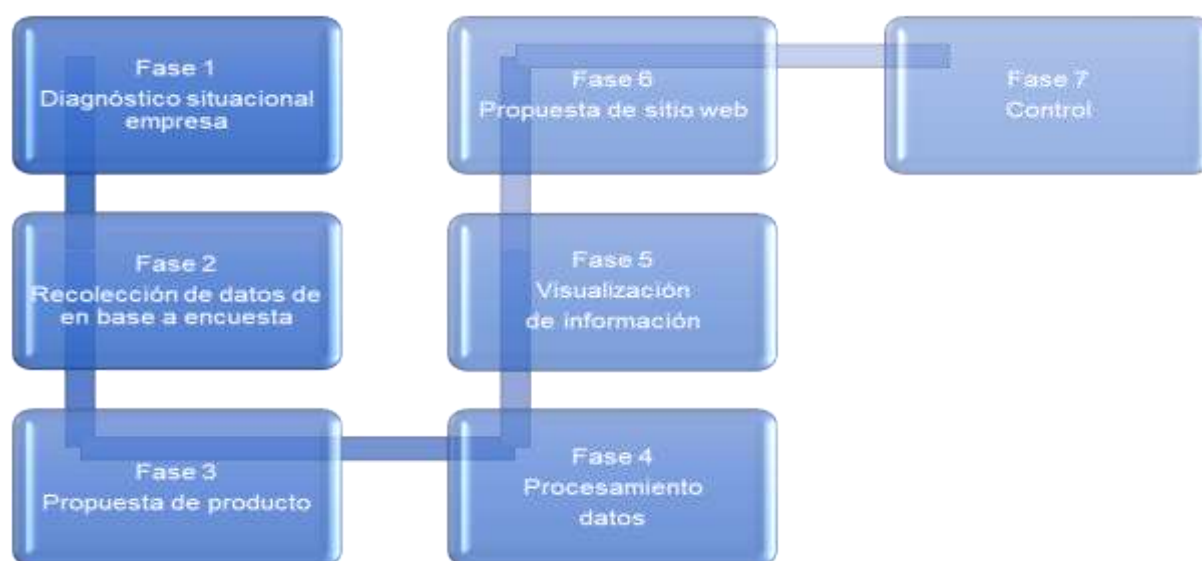 Fase 1
Diagnóstico situacional
empresa
Fase 2
Recolección de datos de
en base a encuesta
Fase 3
Propuesta de producto
Fase 4
Procesamiento
datos
Fase 5
Visualización
de información
Fase 6
Propuesta de sitio web
Fase 7
Control